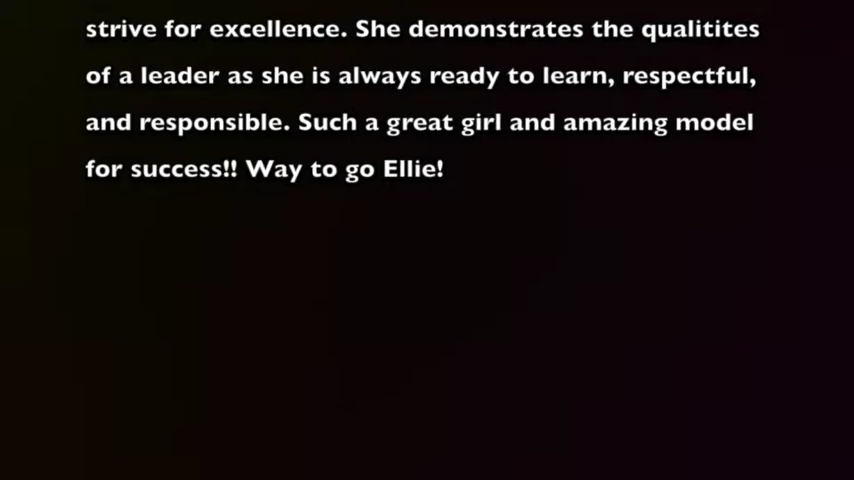 strive for excellence. She demonstrates the qualitites
of a leader as she is always ready to learn, respectful,
and responsible. Such a great girl and amazing model
for success!! Way to go Ellie!